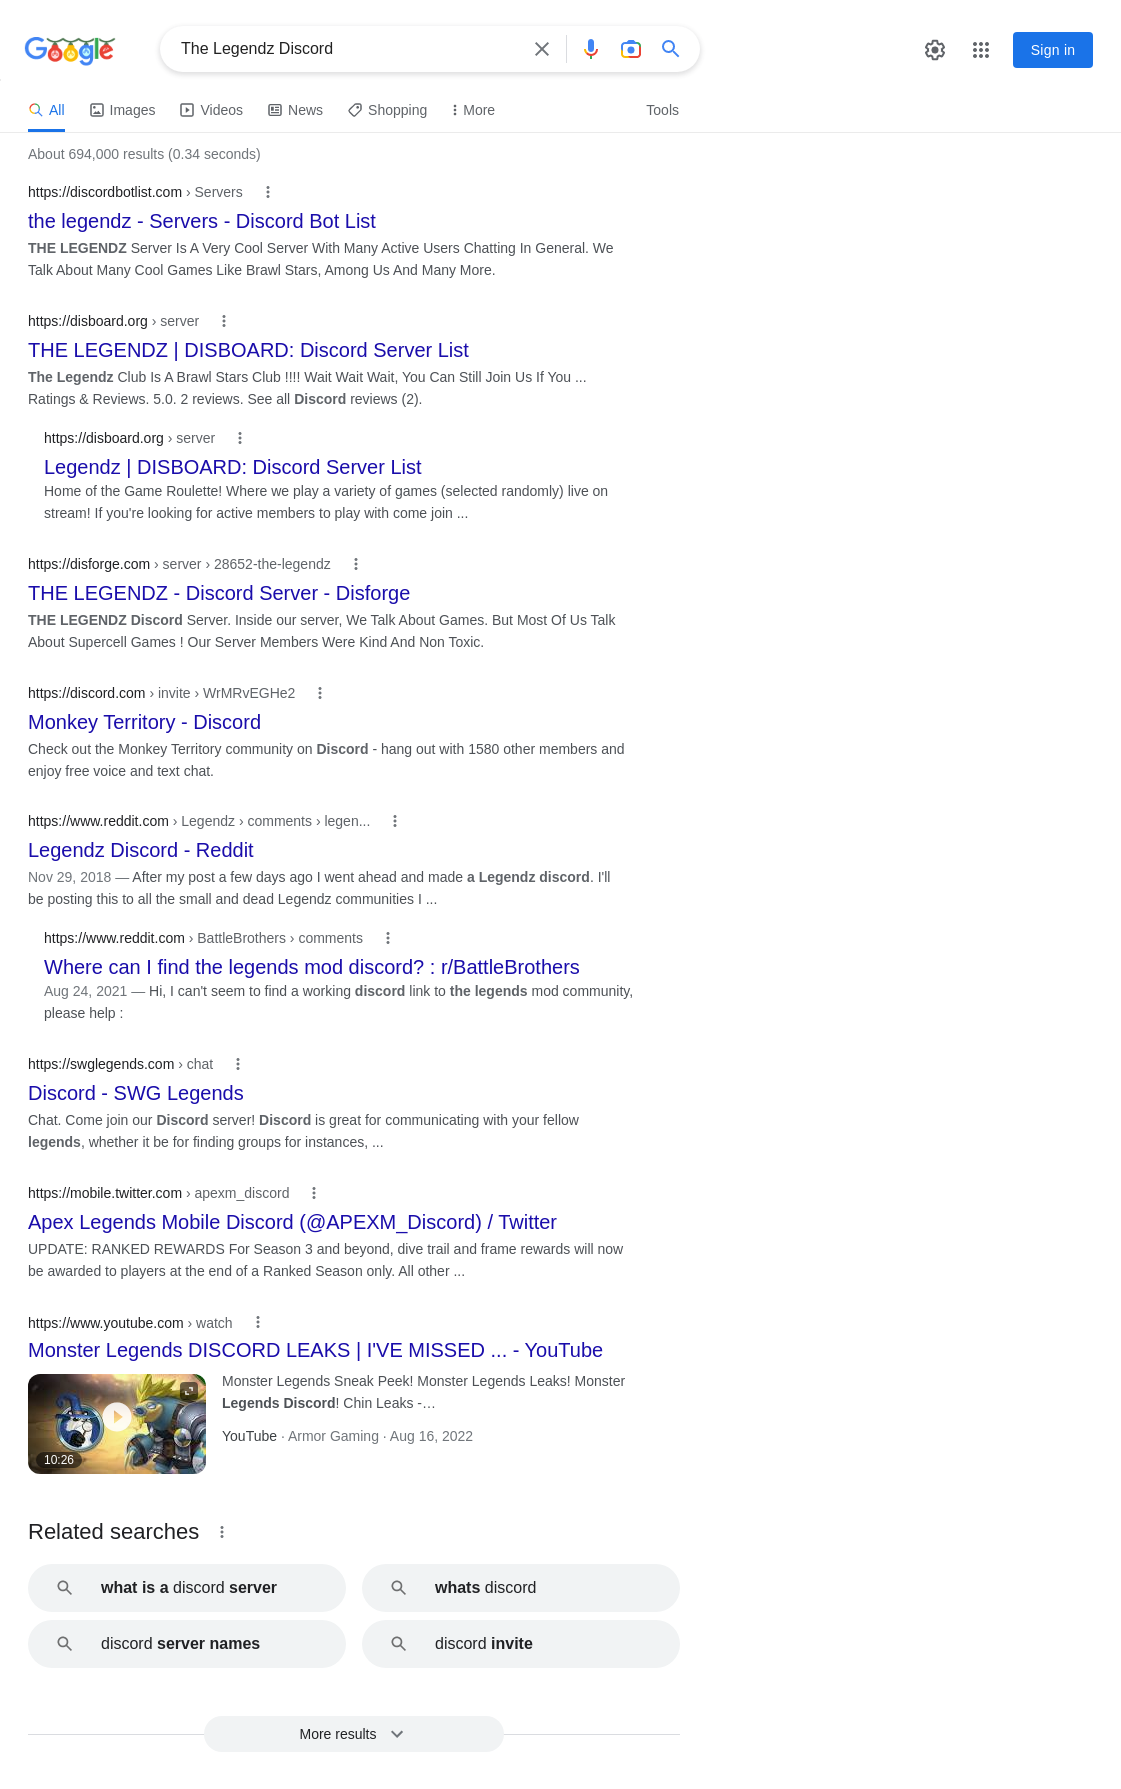 Google
The Legendz Discord
Sign in
All
Images
Videos
News
Shopping
More
Tools
About 694,000 results (0.34 seconds)
https://discordbotlist.com › Servers
the legendz - Servers - Discord Bot List
THE LEGENDZ Server Is A Very Cool Server With Many Active Users Chatting In General. We
Talk About Many Cool Games Like Brawl Stars, Among Us And Many More.
https://disboard.org › server
THE LEGENDZ | DISBOARD: Discord Server List
The Legendz Club Is A Brawl Stars Club !!!! Wait Wait Wait, You Can Still Join Us If You ...
Ratings & Reviews. 5.0. 2 reviews. See all Discord reviews (2).
https://disboard.org › server
Legendz | DISBOARD: Discord Server List
Home of the Game Roulette! Where we play a variety of games (selected randomly) live on
stream! If you're looking for active members to play with come join ...
https://disforge.com › server › 28652-the-legendz
THE LEGENDZ - Discord Server - Disforge
THE LEGENDZ Discord Server. Inside our server, We Talk About Games. But Most Of Us Talk
About Supercell Games ! Our Server Members Were Kind And Non Toxic.
https://discord.com › invite › WrMRvEGHe2
Monkey Territory - Discord
Check out the Monkey Territory community on Discord - hang out with 1580 other members and
enjoy free voice and text chat.
https://www.reddit.com › Legendz › comments › legen...
Legendz Discord - Reddit
Nov 29, 2018 — After my post a few days ago I went ahead and made a Legendz discord. I'll
be posting this to all the small and dead Legendz communities I ...
https://www.reddit.com › BattleBrothers › comments
Where can I find the legends mod discord? : r/BattleBrothers
Aug 24, 2021 — Hi, I can't seem to find a working discord link to the legends mod community,
please help :
https://swglegends.com › chat
Discord - SWG Legends
Chat. Come join our Discord server! Discord is great for communicating with your fellow
legends, whether it be for finding groups for instances, ...
https://mobile.twitter.com › apexm_discord
Apex Legends Mobile Discord (@APEXM_Discord) / Twitter
UPDATE: RANKED REWARDS For Season 3 and beyond, dive trail and frame rewards will now
be awarded to players at the end of a Ranked Season only. All other ...
https://www.youtube.com › watch
Monster Legends DISCORD LEAKS | I'VE MISSED ... - YouTube
Monster Legends Sneak Peek! Monster Legends Leaks! Monster
Legends Discord! Chin Leaks -…
YouTube · Armor Gaming · Aug 16, 2022
10:26
Related searches
what is a discord server
whats discord
discord server names
discord invite
More results